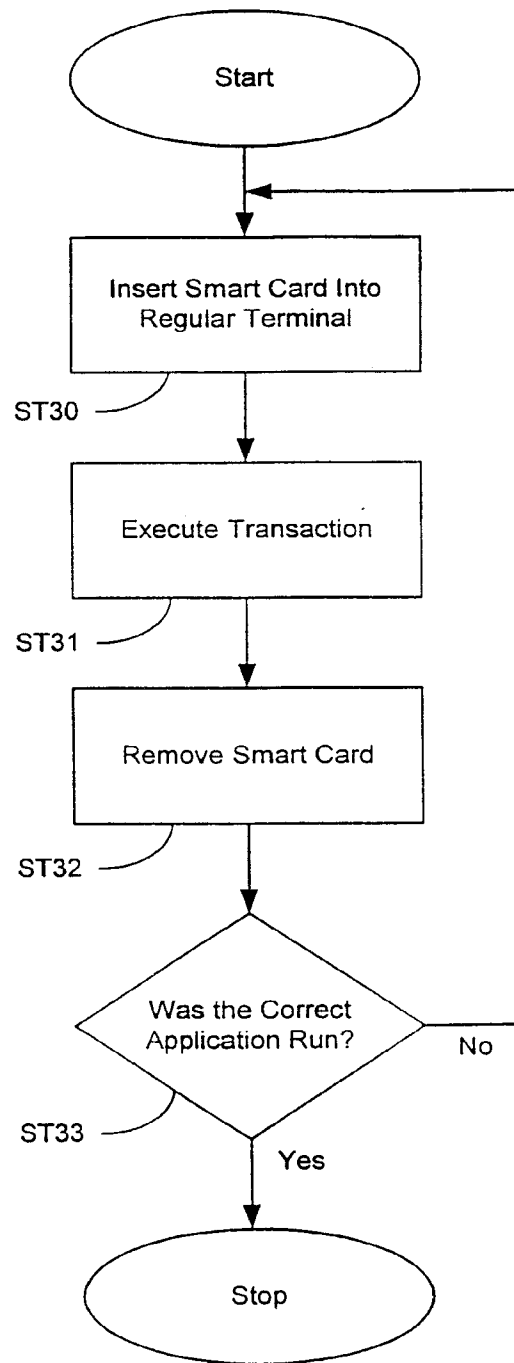 Start
Insert Smart Card Into
Regular Terminal
ST30
Execute Transaction
ST31
Remove Smart Card
ST32
Was the Correct
Application Run?
No
ST33
Yes
Stop